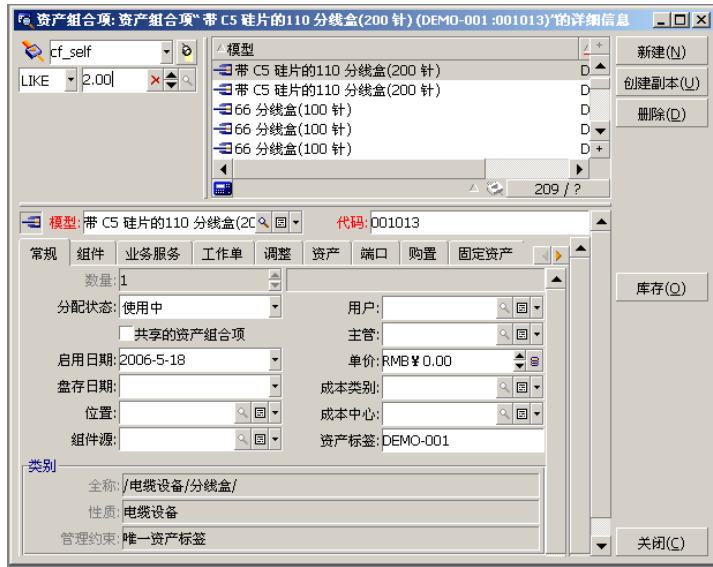 资产组合项: 资产组合项“带 C5 硅片的110 分线盒(200 针) (DEMO-001 :001013)”的详细信息
cf_self
模型
新建(N)
LIKE 2.00
带 C5 硅片的110 分线盒(200 针) D
带 C5 硅片的110 分线盒(200 针) D
创建副本(U)
66 分线盒(100 针) D
删除(D)
66 分线盒(100 针) D
66 分线盒(100 针) D
209 / ?
模型: 带 C5 硅片的110 分线盒(20 代码: 001013
常规 组件 业务服务 工作单 调整 资产 端口 购置 固定资产
数量: 1
库存(O)
分配状态: 使用中 用户:
共享的资产组合项 主管:
启用日期: 2006-5-18 单价: RMB¥0.00
盘存日期: 成本类别:
位置: 成本中心:
组件源: 资产标签: DEMO-001
类别
全称: /电缆设备/分线盒/
性质: 电缆设备
管理约束: 唯一资产标签
关闭(C)